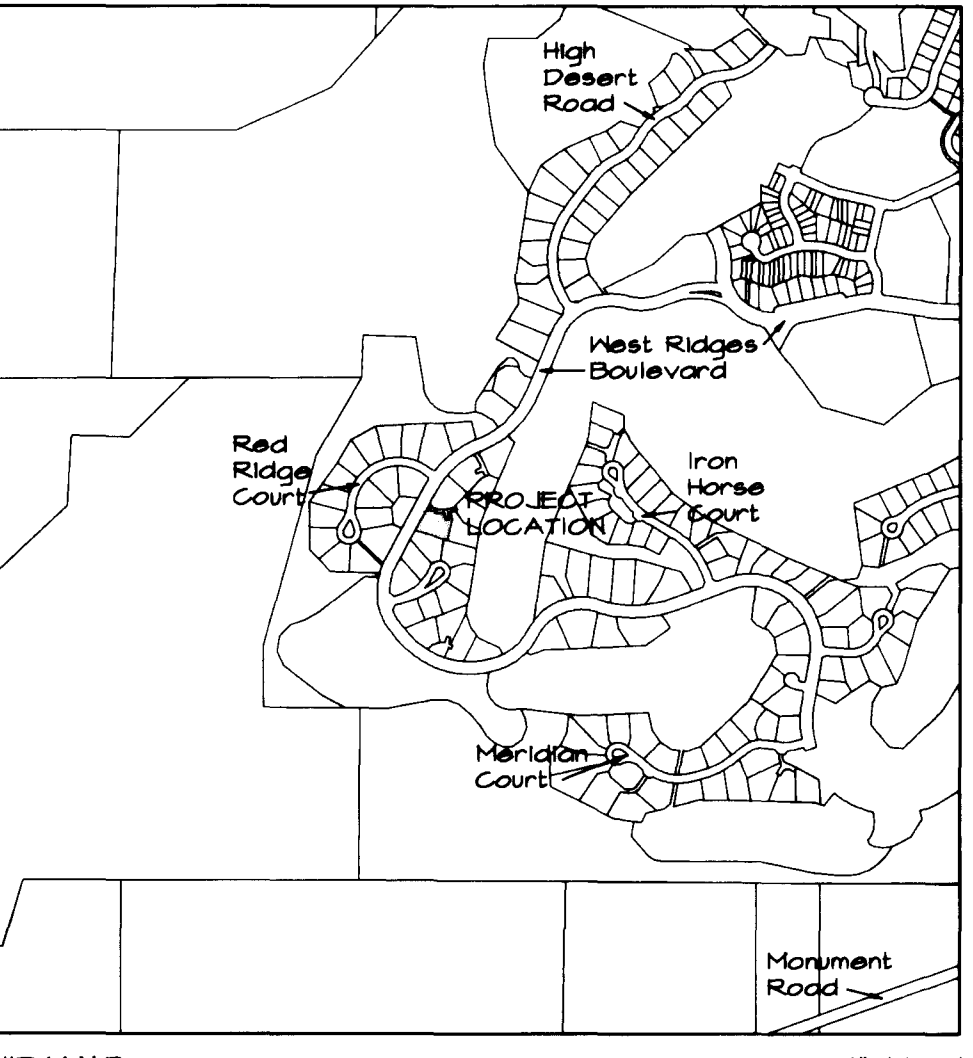 High
Desert
Road
West Ridges
Boulevard
Red
Ridge
Court
PROJECT
LOCATION
Iron
Horse
Court
Meridian
Court
Monument
Road